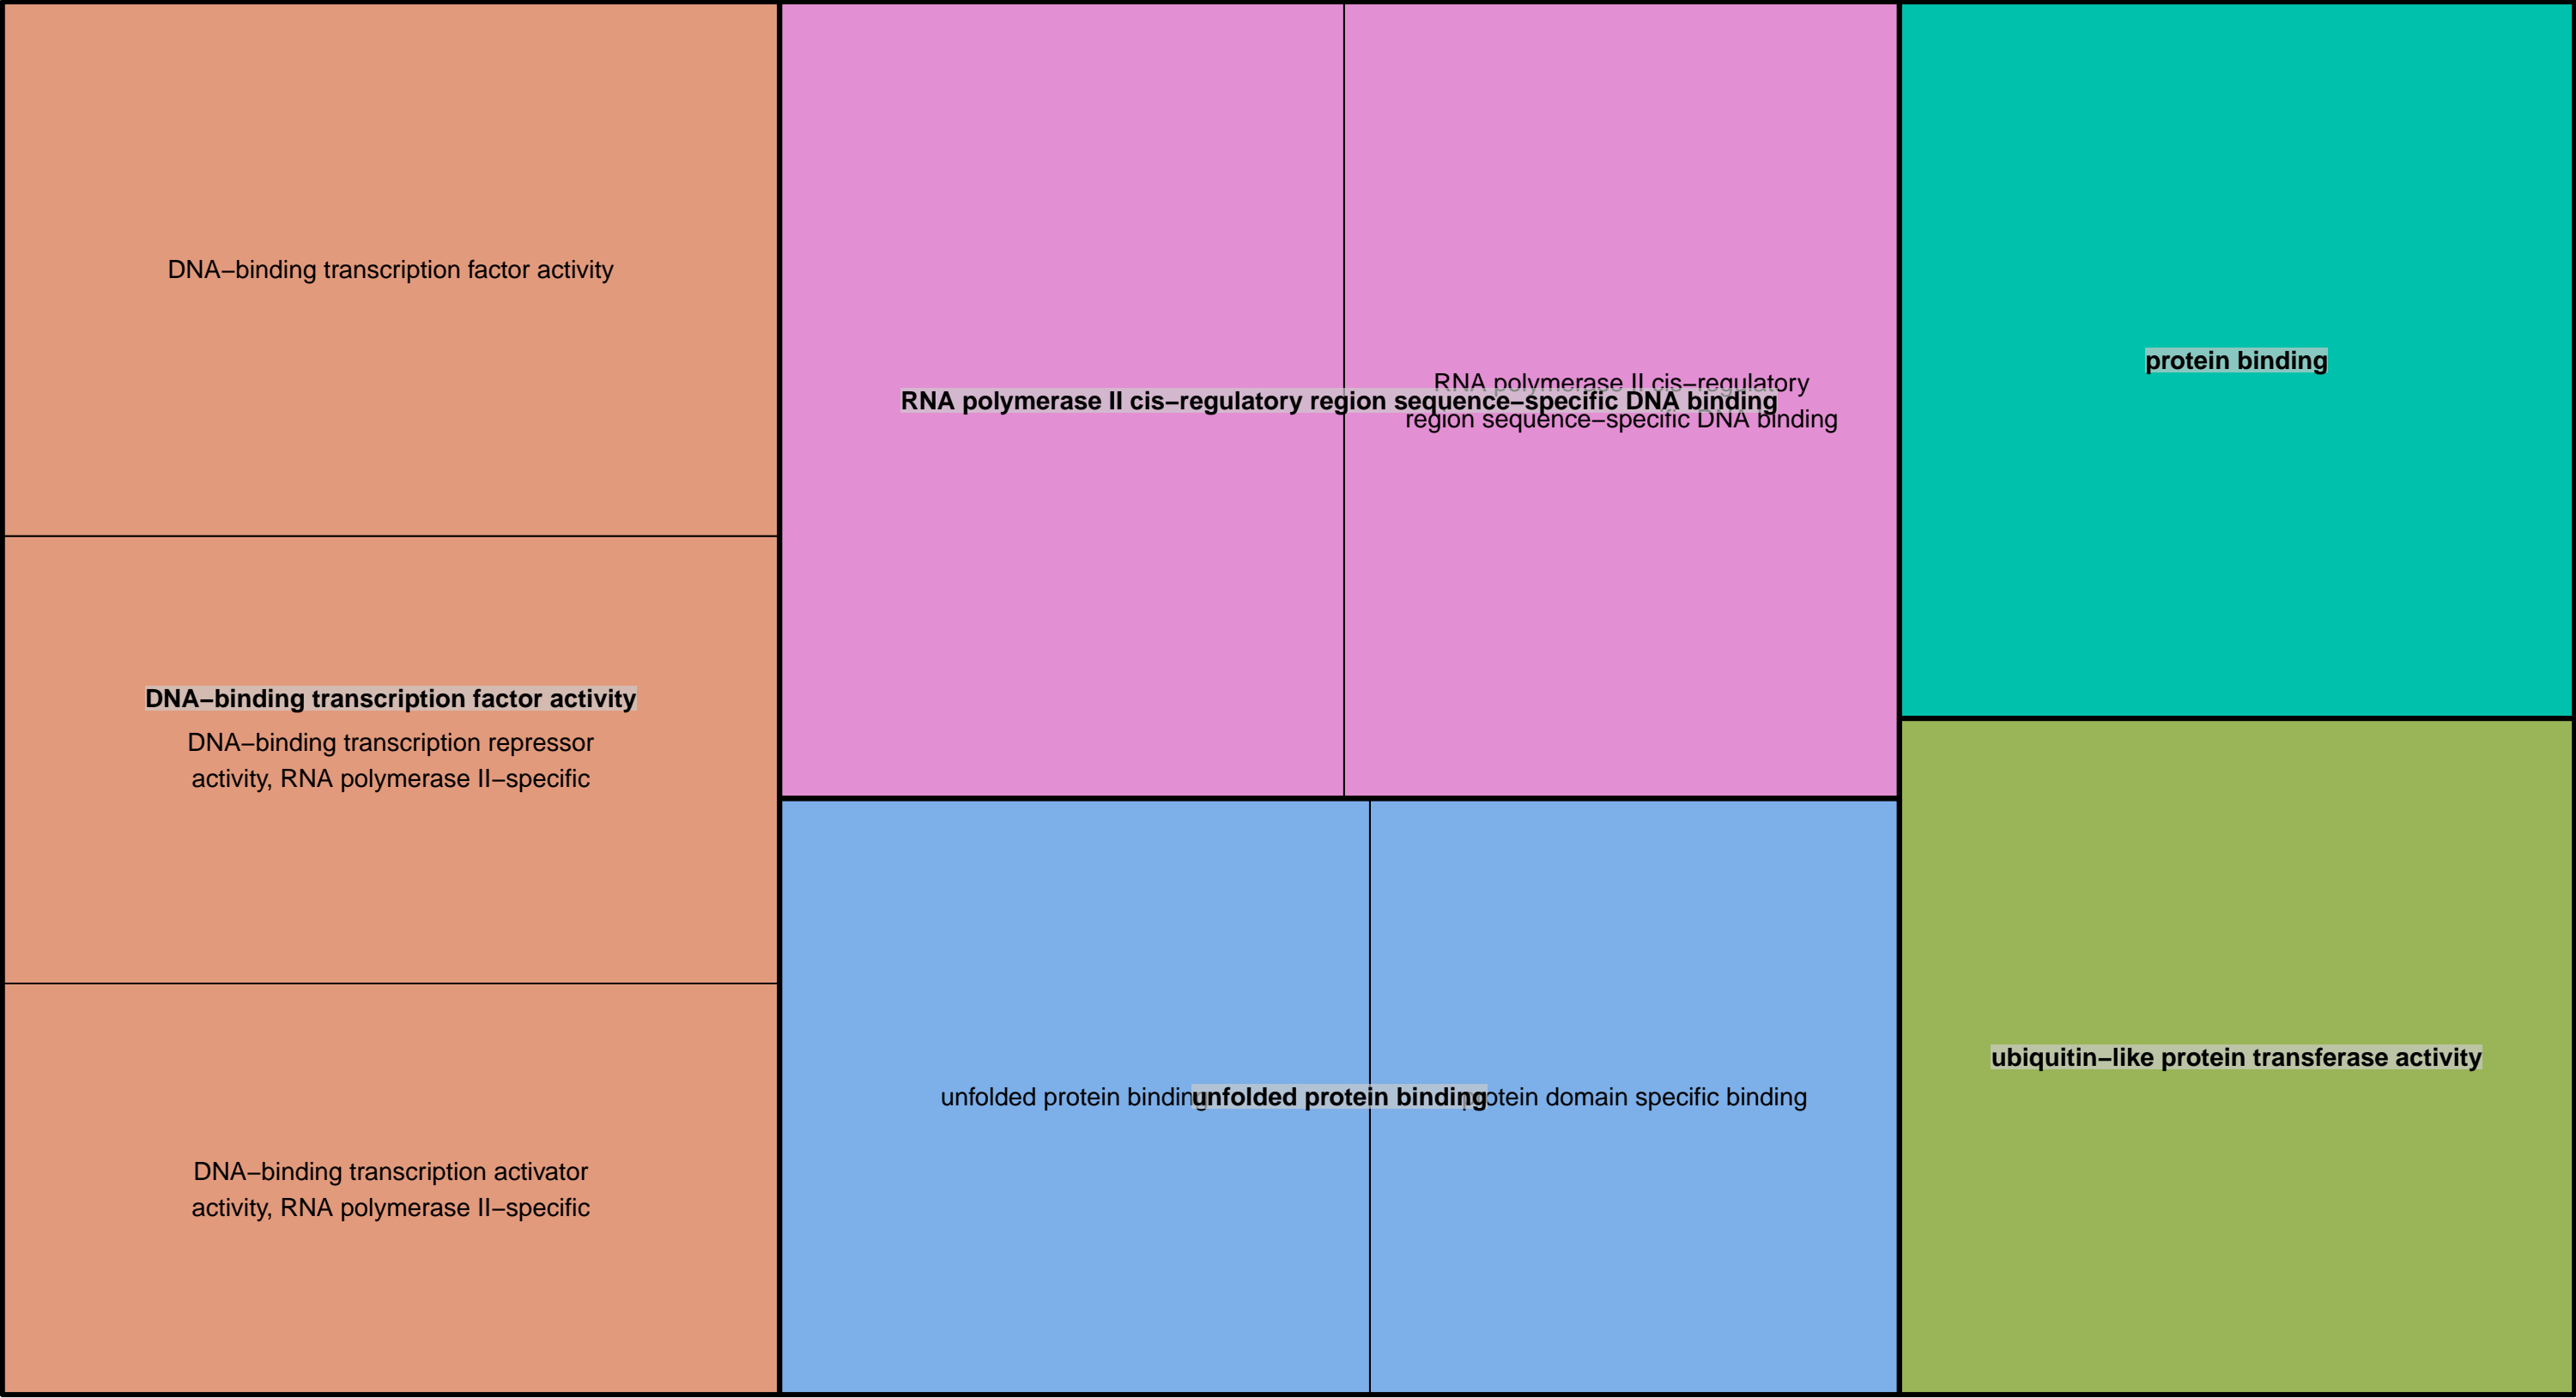 DNA−binding transcription factor activity
DNA−binding transcription factor activity
DNA−binding transcription repressor
activity, RNA polymerase II−specific
DNA−binding transcription activator
activity, RNA polymerase II−specific
RNA polymerase II cis−regulatory
region sequence−specific DNA binding
RNA polymerase II cis−regulatory region sequence−specific DNA binding
unfolded protein binding
unfolded protein binding
protein domain specific binding
protein binding
ubiquitin−like protein transferase activity